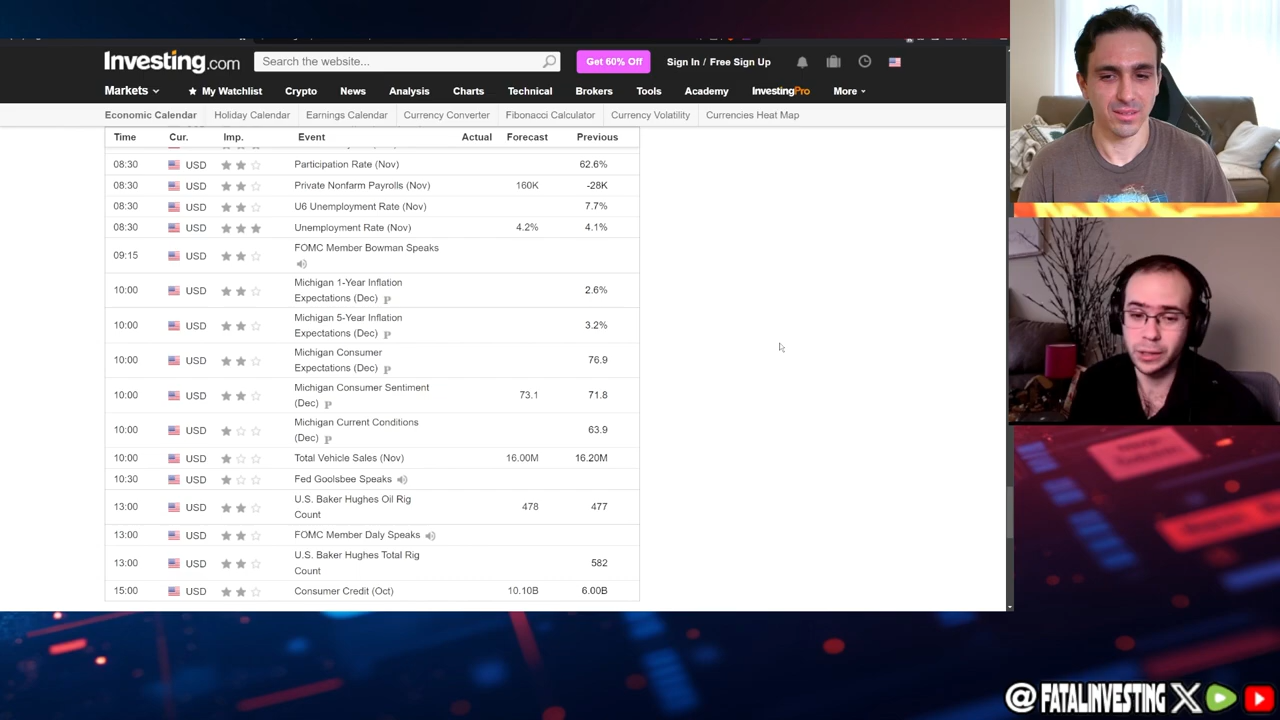 Investing.com
Search the website...
Get 60% Off
Sign In / Free Sign Up
Markets
My Watchlist
Crypto
News
Analysis
Charts
Technical
Brokers
Tools
Academy
InvestingPro
More
Economic Calendar
Holiday Calendar
Earnings Calendar
Currency Converter
Fibonacci Calculator
Currency Volatility
Currencies Heat Map
Time Cur. Imp. Event Actual Forecast Previous
08:30 USD Participation Rate (Nov) 62.6%
08:30 USD Private Nonfarm Payrolls (Nov) 160K -28K
08:30 USD U6 Unemployment Rate (Nov) 7.7%
08:30 USD Unemployment Rate (Nov) 4.2% 4.1%
09:15 USD FOMC Member Bowman Speaks
10:00 USD Michigan 1-Year Inflation 2.6%
Expectations (Dec) P
10:00 USD Michigan 5-Year Inflation 3.2%
Expectations (Dec) P
10:00 USD Michigan Consumer 76.9
Expectations (Dec) P
10:00 USD Michigan Consumer Sentiment 73.1 71.8
(Dec) P
10:00 USD Michigan Current Conditions 63.9
(Dec) P
10:00 USD Total Vehicle Sales (Nov) 16.00M 16.20M
10:30 USD Fed Goolsbee Speaks
13:00 USD U.S. Baker Hughes Oil Rig 478 477
Count
13:00 USD FOMC Member Daly Speaks
13:00 USD U.S. Baker Hughes Total Rig 582
Count
15:00 USD Consumer Credit (Oct) 10.10B 6.00B
@FATALINVESTING X